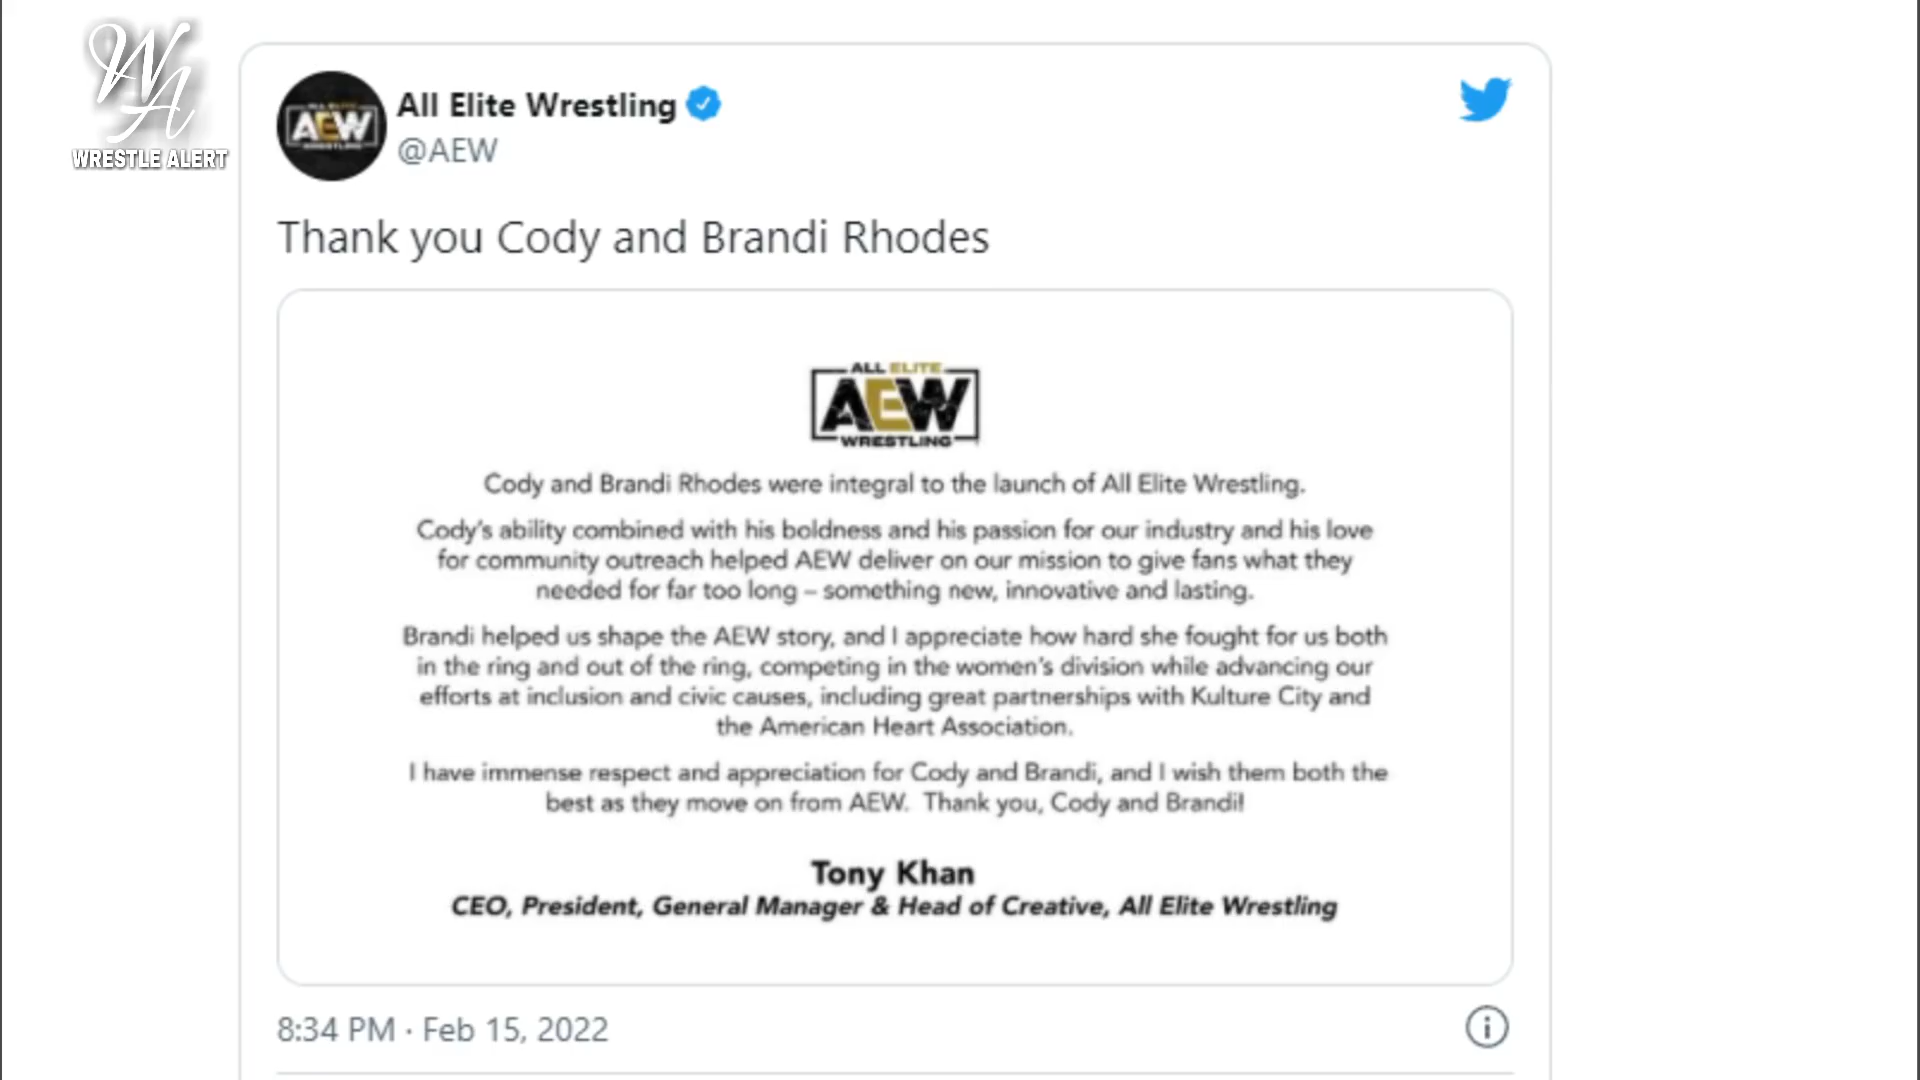 WA
WRESTLE ALERT
ALL ELITE
AEW
WRESTLING
All Elite Wrestling
@AEW
Thank you Cody and Brandi Rhodes
ALL ELITE
AEW
WRESTLING
Cody and Brandi Rhodes were integral to the launch of All Elite Wrestling.
Cody's ability combined with his boldness and his passion for our industry and his love
for community outreach helped AEW deliver on our mission to give fans what they
needed for far too long – something new, innovative and lasting.
Brandi helped us shape the AEW story, and I appreciate how hard she fought for us both
in the ring and out of the ring, competing in the women's division while advancing our
efforts at inclusion and civic causes, including great partnerships with Kulture City and
the American Heart Association.
I have immense respect and appreciation for Cody and Brandi, and I wish them both the
best as they move on from AEW.  Thank you, Cody and Brandi!
Tony Khan
CEO, President, General Manager & Head of Creative, All Elite Wrestling
8:34 PM · Feb 15, 2022